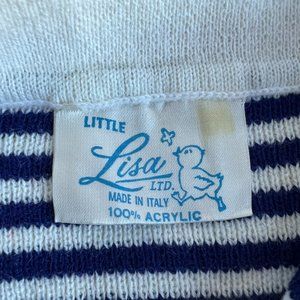 LITTLE
Lisa
LTD.
MADE IN ITALY
100% ACRYLIC